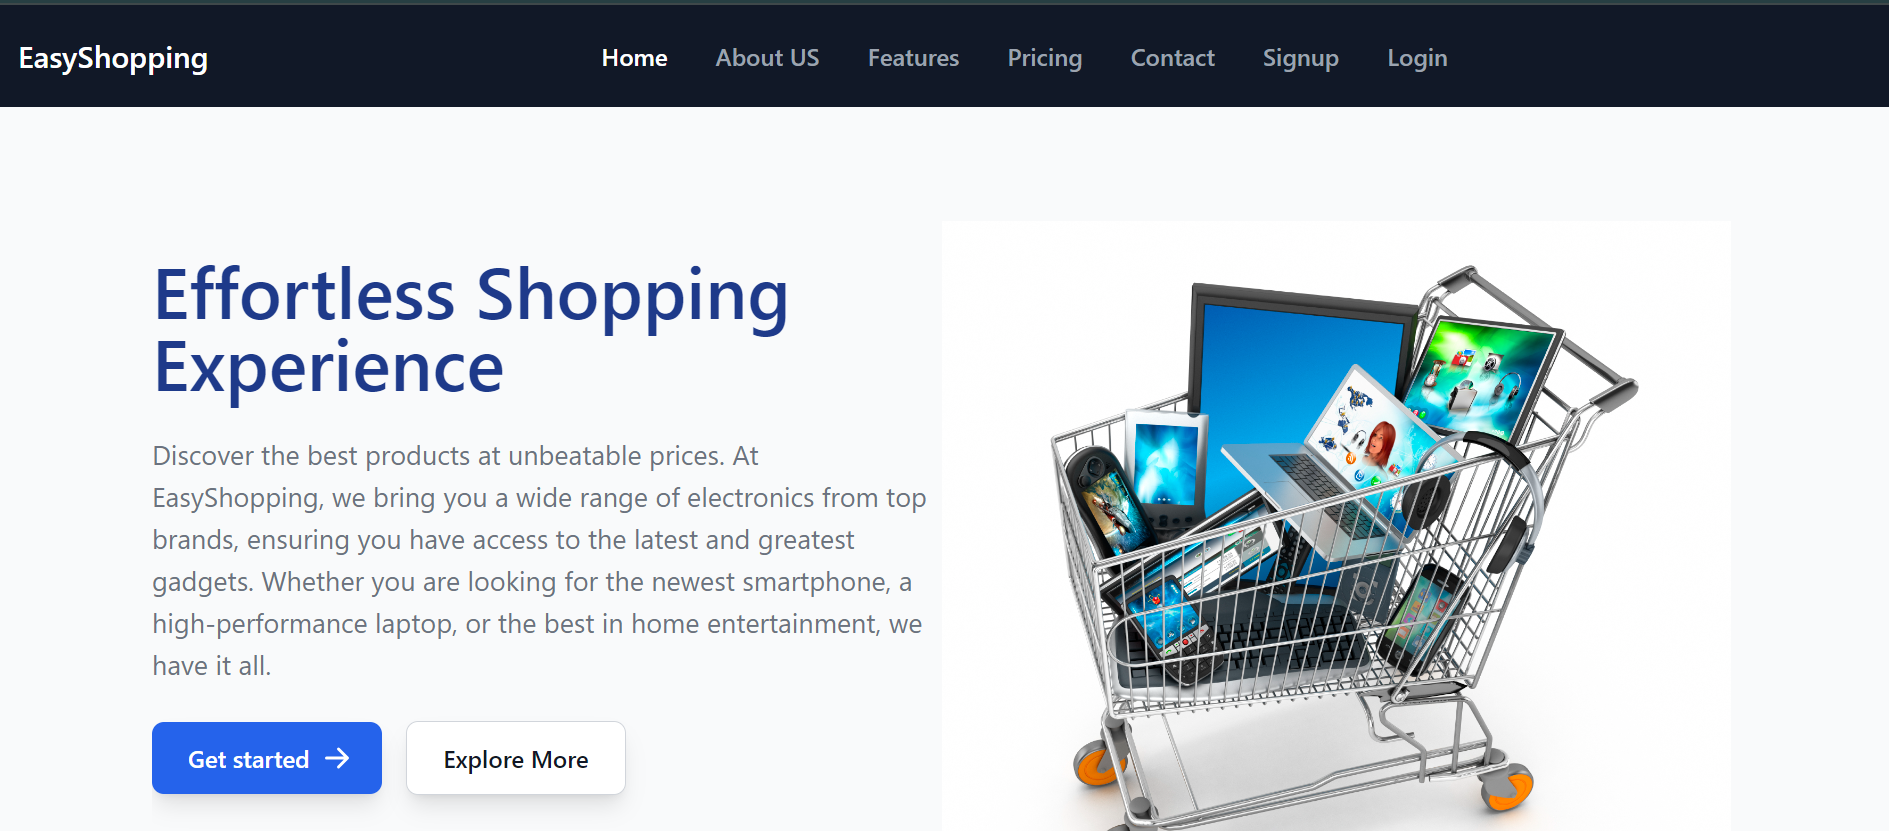 EasyShopping
Home
About US
Features
Pricing
Contact
Signup
Login
Effortless Shopping
Experience
Discover the best products at unbeatable prices. At
EasyShopping, we bring you a wide range of electronics from top
brands, ensuring you have access to the latest and greatest
gadgets. Whether you are looking for the newest smartphone, a
high-performance laptop, or the best in home entertainment, we
have it all.
Get started
Explore More